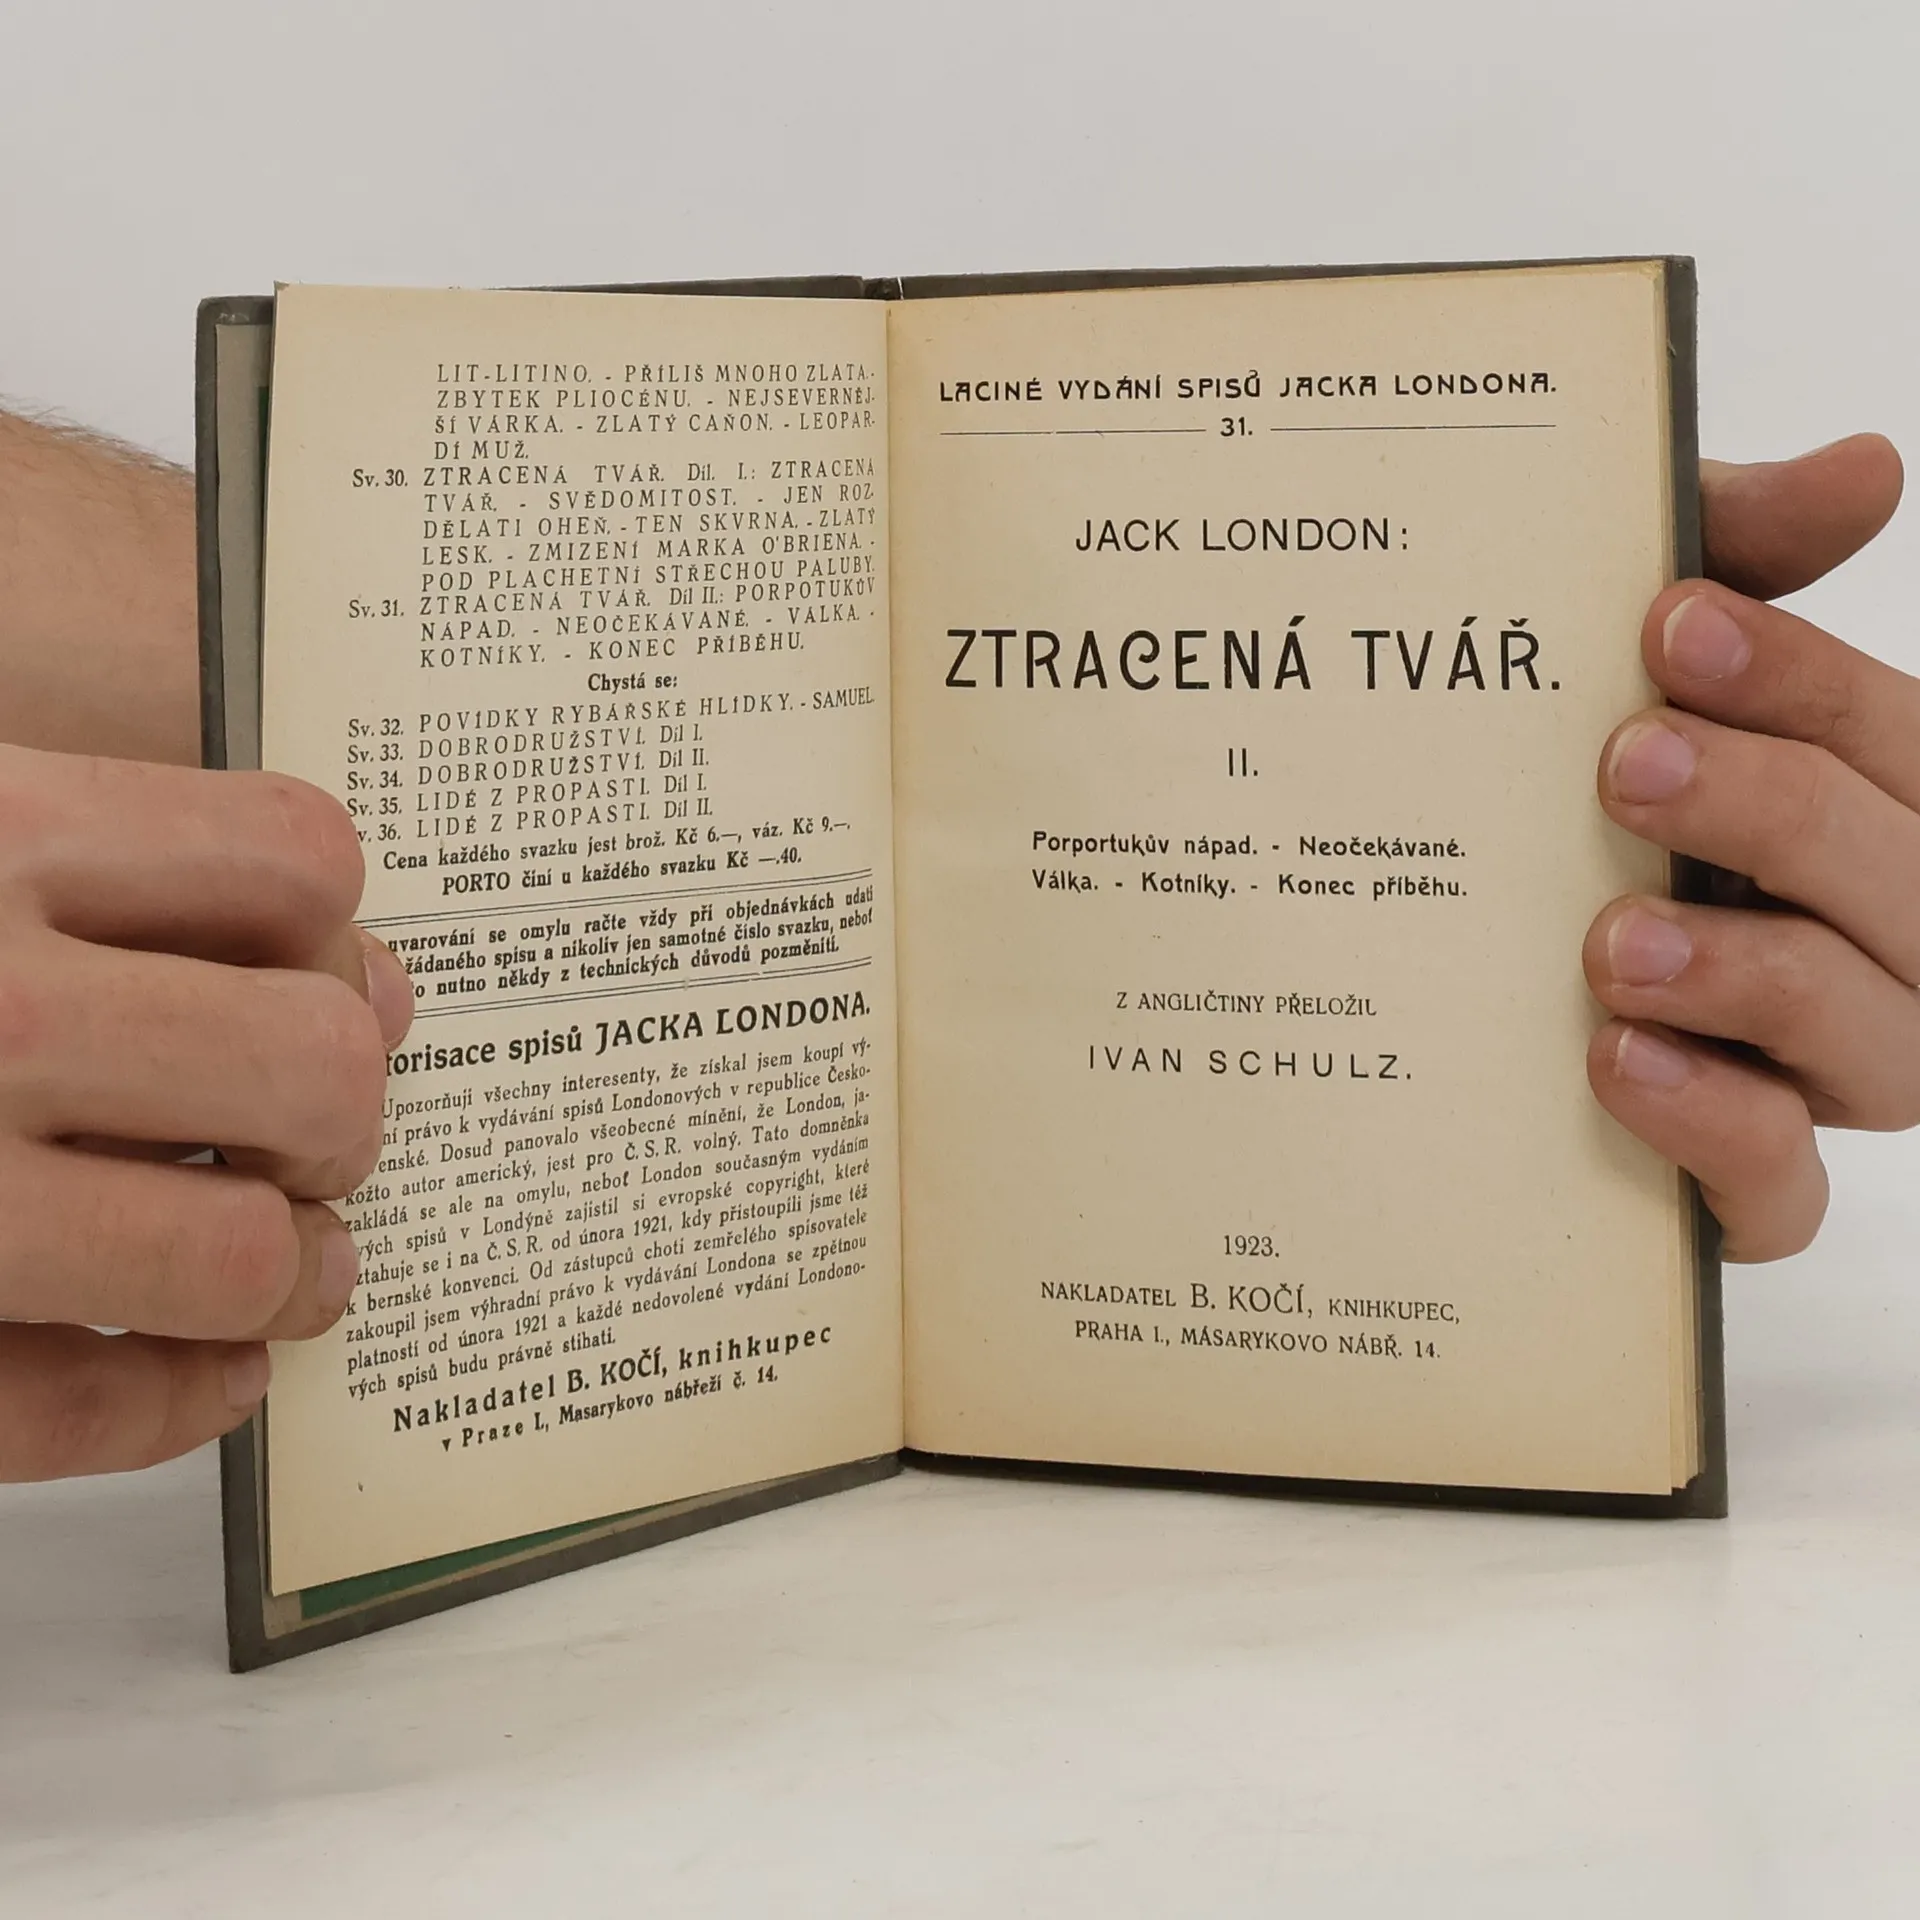 LIT-LITINO. - PŘÍLIŠ MNOHO ZLATA.-
ZBYTEK PLIOCÉNU. - NEJSEVERNĚJ-
ŠÍ VÁRKA. - ZLATÝ CAÑON. - LEOPAR-
DÍ MUŽ.
Sv. 30. ZTRACENÁ TVÁŘ. Díl. I.: ZTRACENÁ
TVÁŘ. - SVĚDOMITOST. - JEN ROZ-
DĚLATI OHEŇ. - TEN SKVRNA. - ZLATÝ
LESK. - ZMIZENÍ MARKA O'BRIENA. -
POD PLACHETNÍ STŘECHOU PALUBY.
Sv. 31. ZTRACENÁ TVÁŘ. Díl II.: PORPOTUKŮV
NÁPAD. - NEOČEKÁVANÉ. - VÁLKA. -
KOTNÍKY. - KONEC PŘÍBĚHU.
Chystá se:
Sv. 32. POVÍDKY RYBÁŘSKÉ HLÍDKY. - SAMUEL.
Sv. 33. DOBRODRUŽSTVÍ. Díl I.
Sv. 34. DOBRODRUŽSTVÍ. Díl II.
Sv. 35. LIDÉ Z PROPASTI. Díl I.
v. 36. LIDÉ Z PROPASTI. Díl II.
Cena každého svazku jest brož. Kč 6.—, váz. Kč 9.—.
PORTO činí u každého svazku Kč —.40.
uvarování se omylu račte vždy při objednávkách udati
žádaného spisu a nikoliv jen samotné číslo svazku, neboť
o nutno někdy z technických důvodů pozměniti.
torisace spisů JACKA LONDONA.
Upozorňuji všechny interesenty, že získal jsem koupí vý-
ní právo k vydávání spisů Londonových v republice Česko-
enské. Dosud panovalo všeobecné mínění, že London, ja-
kožto autor americký, jest pro Č. S. R. volný. Tato domněnka
zakládá se ale na omylu, neboť London současným vydáním
vých spisů v Londýně zajistil si evropské copyright, které
ztahuje se i na Č. S. R. od února 1921, kdy přistoupili jsme též
k bernské konvenci. Od zástupců choti zemřelého spisovatele
zakoupil jsem výhradní právo k vydávání Londona se zpětnou
platností od února 1921 a každé nedovolené vydání Londono-
vých spisů budu právně stihati.
Nakladatel B. KOČÍ, knihkupec
v Praze I., Masarykovo nábřeží č. 14.
LACINÉ VYDÁNÍ SPISŮ JACKA LONDONA.
31.
JACK LONDON:
ZTRACENÁ TVÁŘ.
II.
Porportukův nápad. - Neočekávané.
Válka. - Kotníky. - Konec příběhu.
Z ANGLIČTINY PŘELOŽIL
IVAN SCHULZ.
1923.
NAKLADATEL B. KOČÍ, KNIHKUPEC,
PRAHA I., MASARYKOVO NÁBŘ. 14.